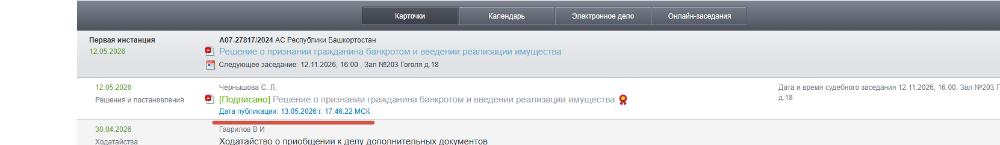 Карточки
Календарь
Электронное дело
Онлайн-заседания
Первая инстанция
А07-27817/2024 АС Республики Башкортостан
12.05.2026
Решение о признании гражданина банкротом и введении реализации имущества
Следующее заседание: 12.11.2026, 16:00 , Зал №203 Гоголя д.18
12.05.2026
Чернышова С. Л.
Дата и время судебного заседания 12.11.2026, 16:00, Зал №203
д.18
Решения и постановления
[Подписано] Решение о признании гражданина банкротом и введении реализации имущества
Дата публикации: 13.05.2026 г. 17:46:22 МСК
30.04.2026
Гаврилов В И
Ходатайства
Ходатайство о приобщении к делу дополнительных документов